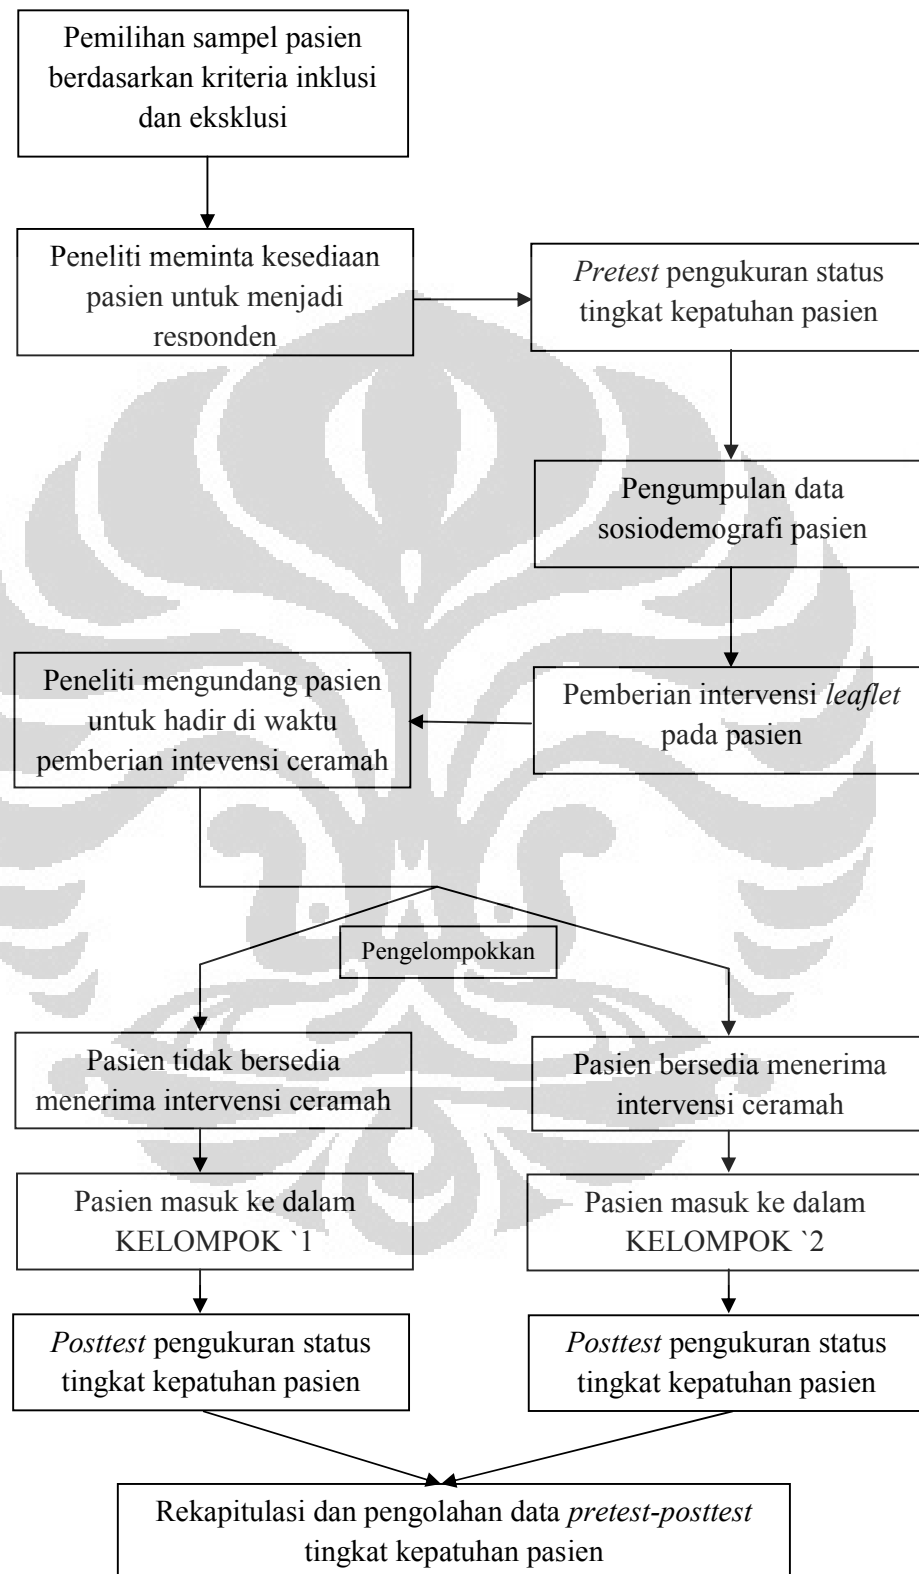 Pemilihan sampel pasien
berdasarkan kriteria inklusi
dan eksklusi
Peneliti meminta kesediaan
pasien untuk menjadi
responden
Pretest pengukuran status
tingkat kepatuhan pasien
Pengumpulan data
sosiodemografi pasien
Pemberian intervensi leaflet
pada pasien
Peneliti mengundang pasien
untuk hadir di waktu
pemberian intevensi ceramah
Pengelompokkan
Pasien tidak bersedia
menerima intervensi ceramah
Pasien bersedia menerima
intervensi ceramah
Pasien masuk ke dalam
KELOMPOK `1
Pasien masuk ke dalam
KELOMPOK `2
Posttest pengukuran status
tingkat kepatuhan pasien
Posttest pengukuran status
tingkat kepatuhan pasien
Rekapitulasi dan pengolahan data pretest-posttest
tingkat kepatuhan pasien